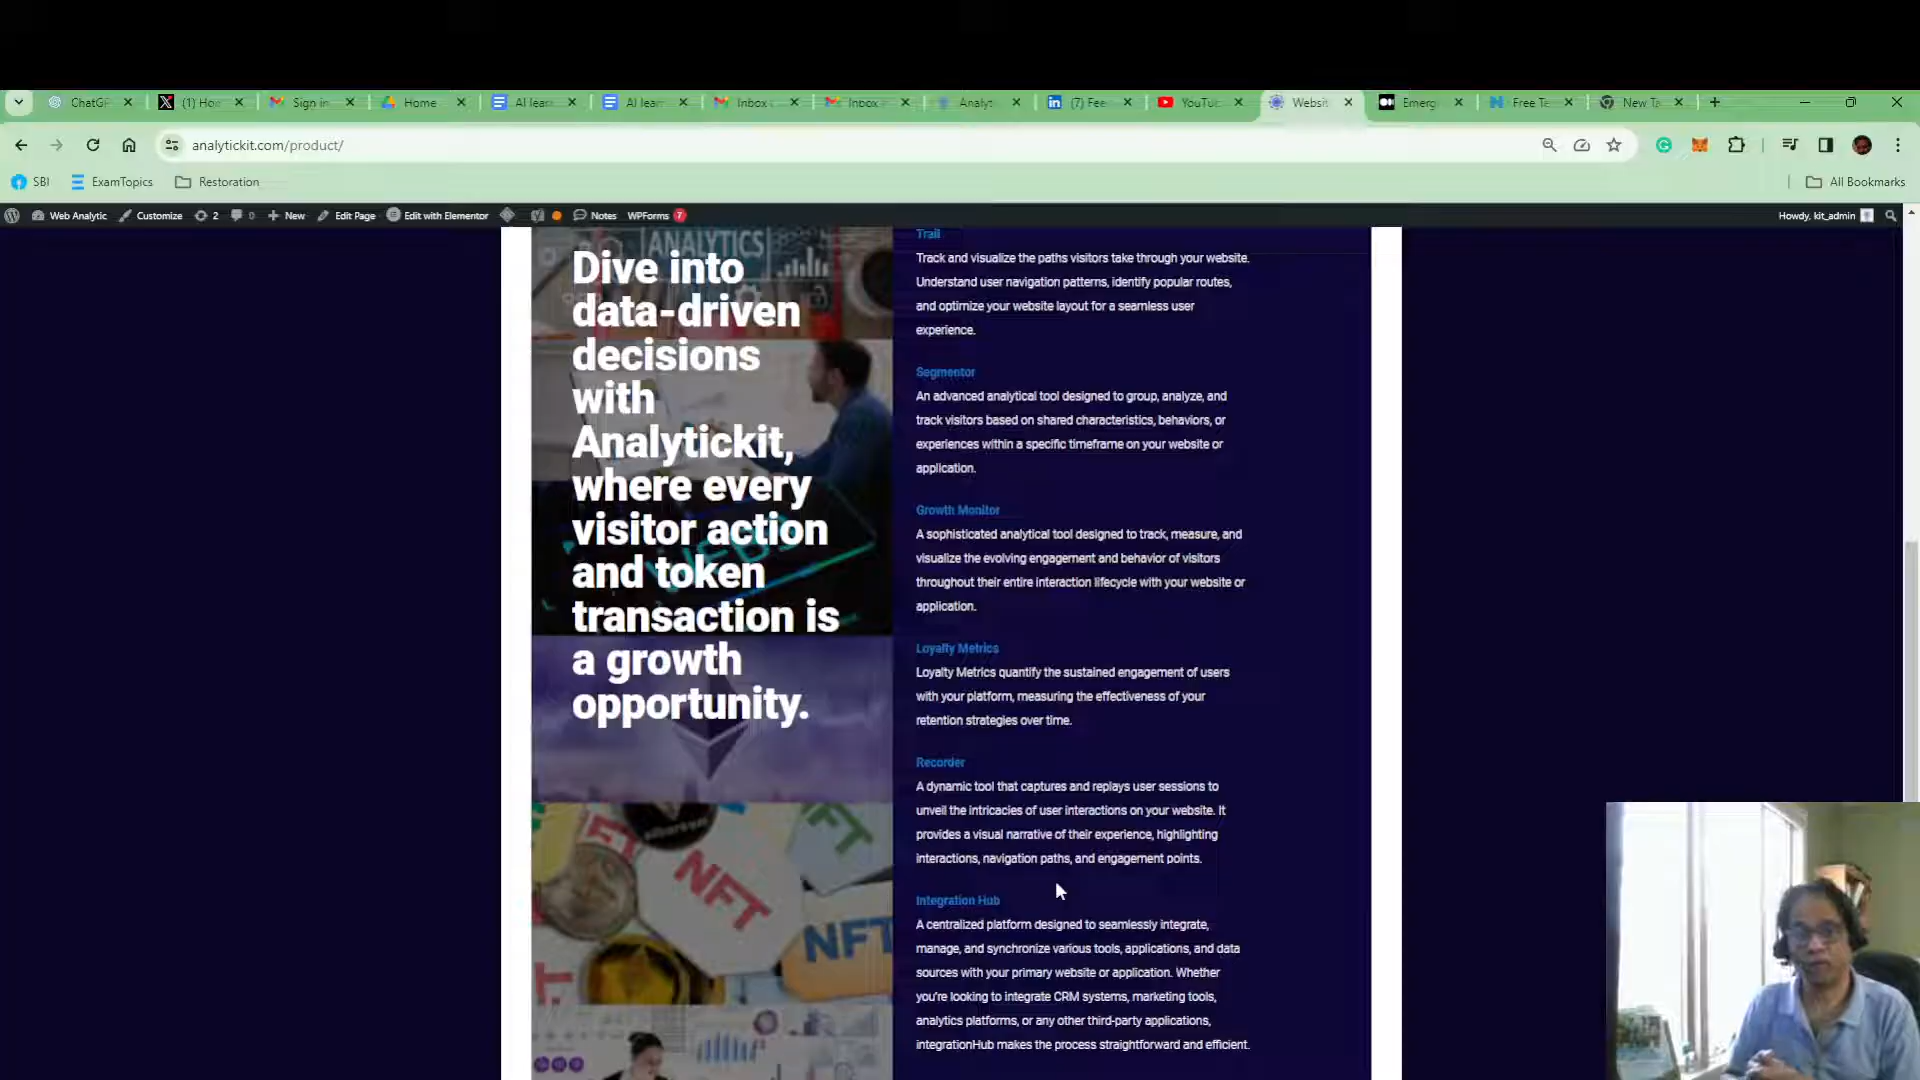 ChatGF
(1) Ho
Sign in
Home
AI lear
AI lear
Inbox
Inbox
Analyt
(7) Fee
YouTu
Websit
Emerg
Free Te
New Ta
analytickit.com/product/
SBI
ExamTopics
Restoration
All Bookmarks
Web Analytic
Customize
2
0
New
Edit Page
Edit with Elementor
Notes
WPForms 7
Howdy, kit_admin
ANALYTICS
Dive into
data-driven
decisions
with
Analytickit,
where every
visitor action
and token
transaction is
a growth
opportunity.
NFT
NFT
Trail
Track and visualize the paths visitors take through your website.
Understand user navigation patterns, identify popular routes,
and optimize your website layout for a seamless user
experience.
Segmentor
An advanced analytical tool designed to group, analyze, and
track visitors based on shared characteristics, behaviors, or
experiences within a specific timeframe on your website or
application.
Growth Monitor
A sophisticated analytical tool designed to track, measure, and
visualize the evolving engagement and behavior of visitors
throughout their entire interaction lifecycle with your website or
application.
Loyalty Metrics
Loyalty Metrics quantify the sustained engagement of users
with your platform, measuring the effectiveness of your
retention strategies over time.
Recorder
A dynamic tool that captures and replays user sessions to
unveil the intricacies of user interactions on your website. It
provides a visual narrative of their experience, highlighting
interactions, navigation paths, and engagement points.
Integration Hub
A centralized platform designed to seamlessly integrate,
manage, and synchronize various tools, applications, and data
sources with your primary website or application. Whether
you're looking to integrate CRM systems, marketing tools,
analytics platforms, or any other third-party applications,
integrationHub makes the process straightforward and efficient.